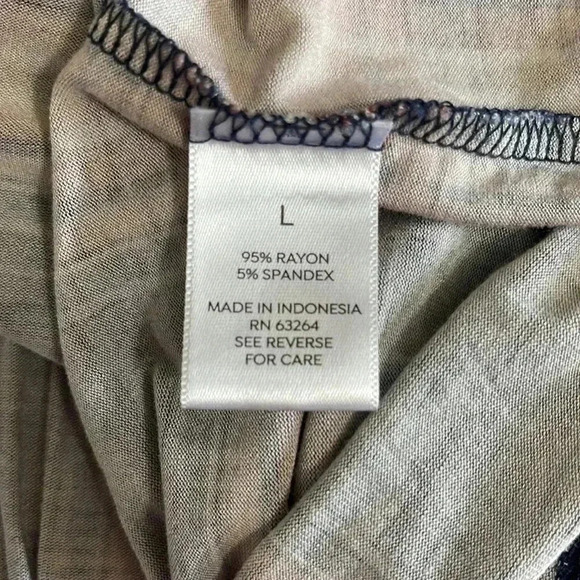 L
95% RAYON
5% SPANDEX
MADE IN INDONESIA
RN 63264
SEE REVERSE
FOR CARE